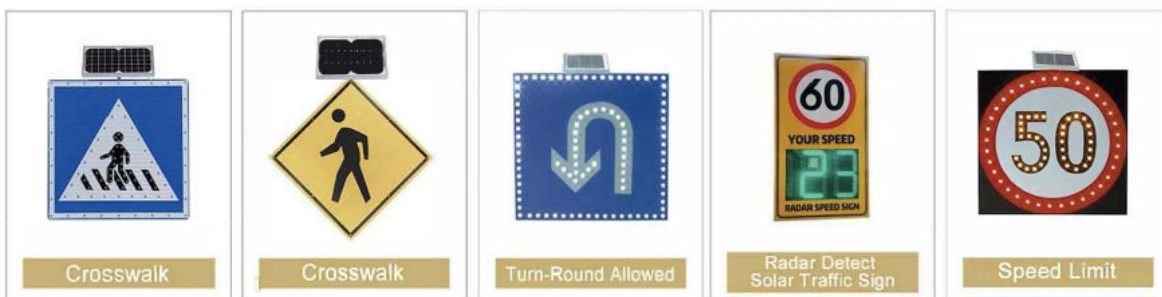 60
YOUR SPEED
23
RADAR SPEED SIGN
50
Crosswalk
Crosswalk
Turn-Round Allowed
Radar Detect
Solar Traffic Sign
Speed Limit